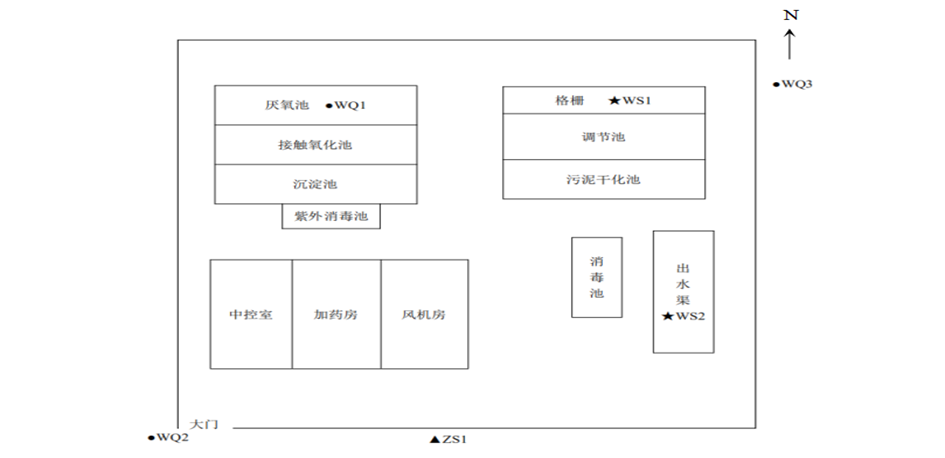 N
●WQ3
厌氧池 ●WQ1
格栅 ★WS1
接触氧化池
调节池
沉淀池
污泥干化池
紫外消毒池
消毒池
出水渠
★WS2
中控室
加药房
风机房
大门
●WQ2
▲ZS1